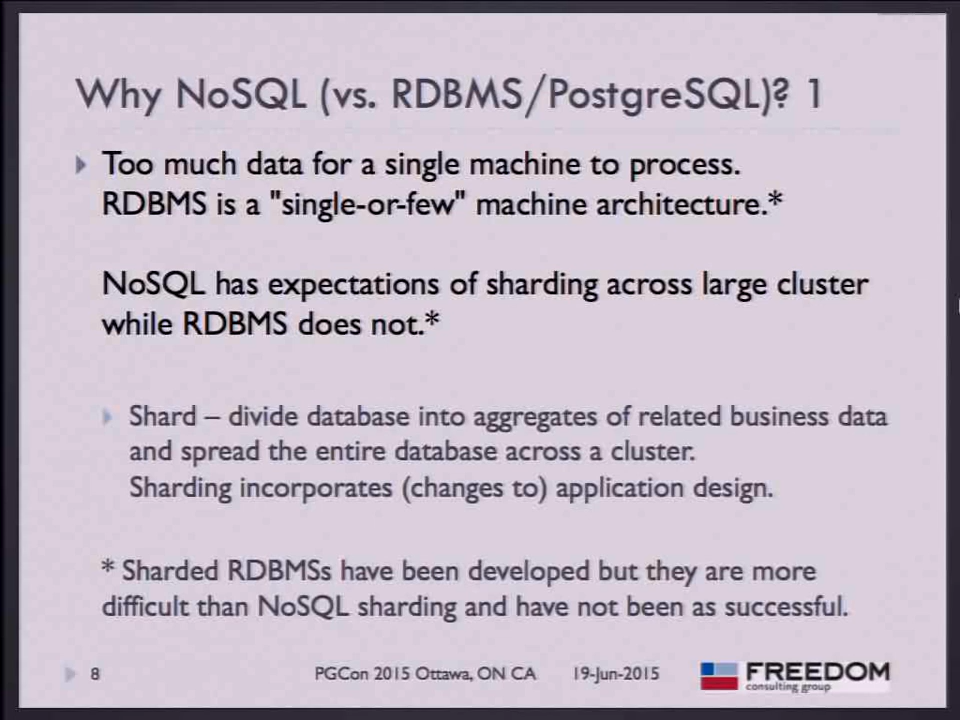 Why NoSQL (vs. RDBMS/PostgreSQL)? 1
Too much data for a single machine to process.
RDBMS is a "single-or-few" machine architecture.*
NoSQL has expectations of sharding across large cluster
while RDBMS does not.*
Shard – divide database into aggregates of related business data
and spread the entire database across a cluster.
Sharding incorporates (changes to) application design.
* Sharded RDBMSs have been developed but they are more
difficult than NoSQL sharding and have not been as successful.
8 PGCon 2015 Ottawa, ON CA 19-Jun-2015 FREEDOM
consulting group